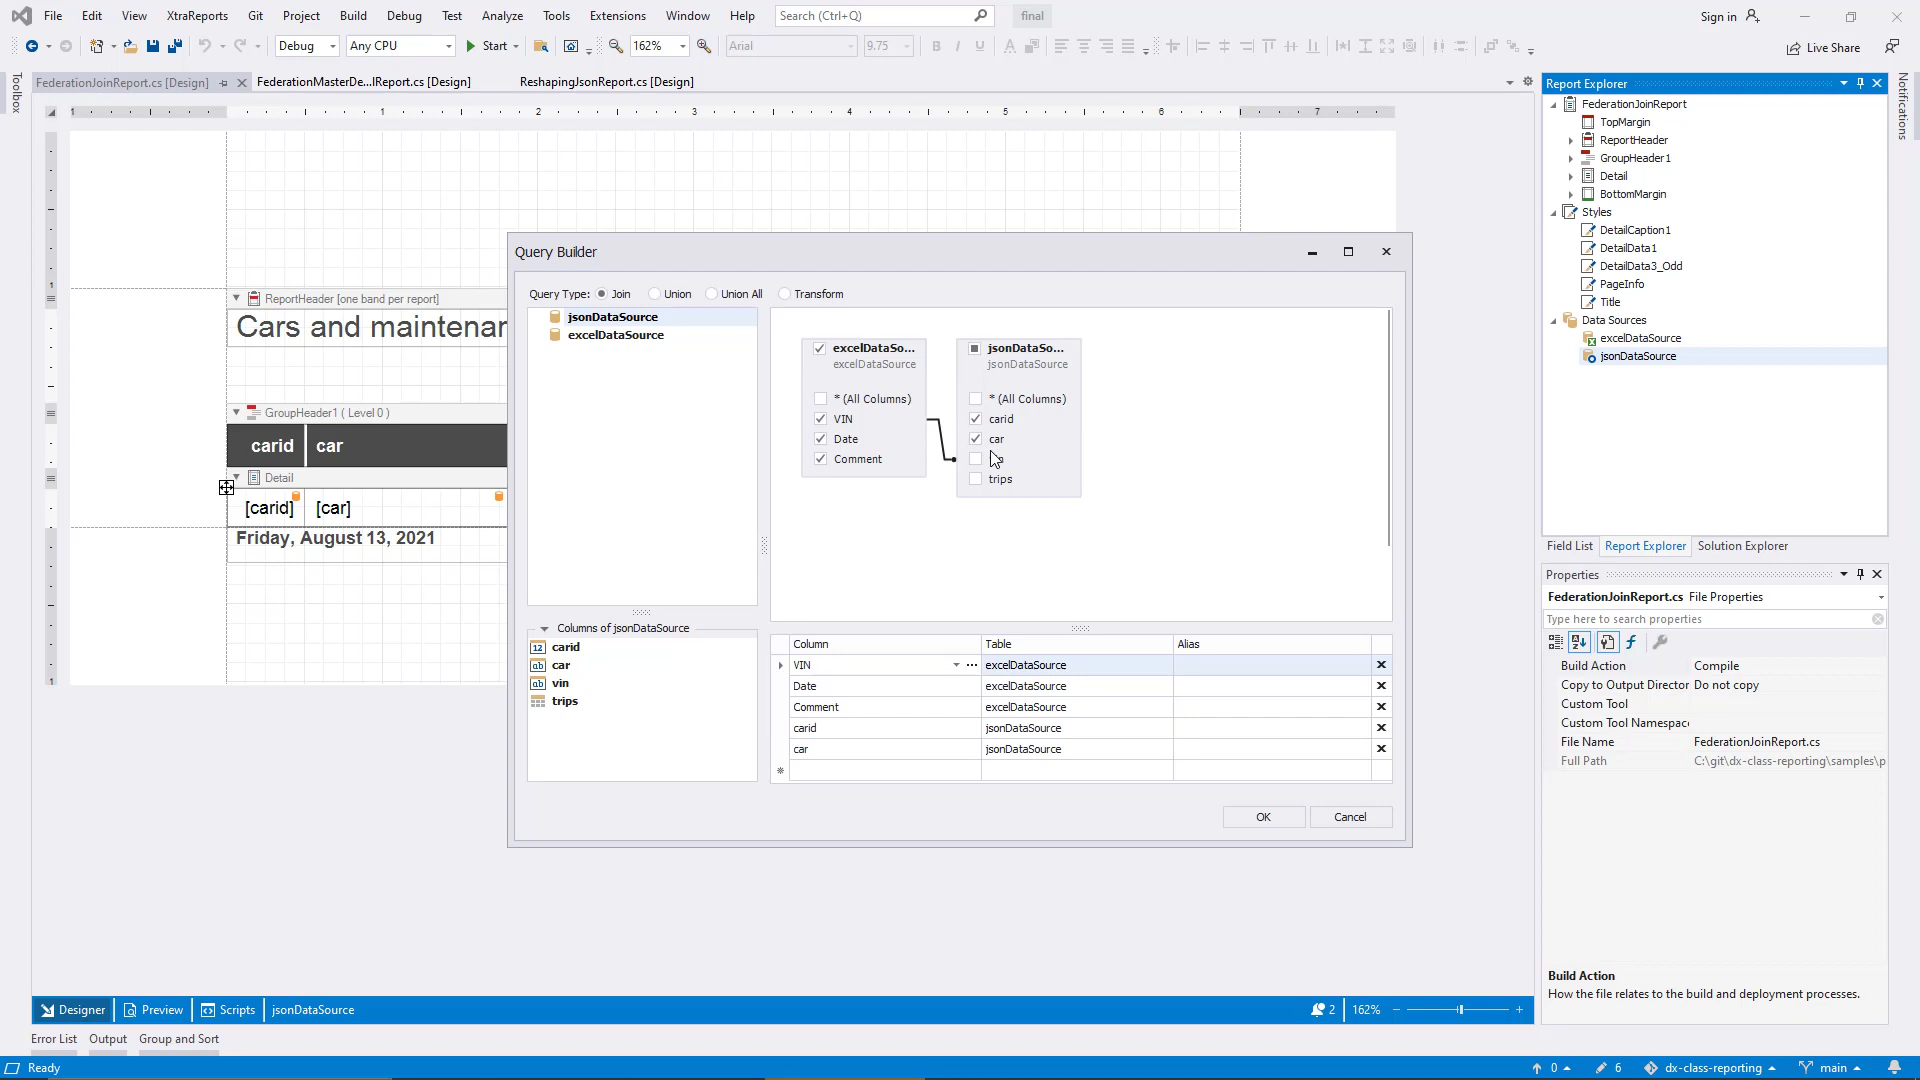 File Edit View XtraReports Git Project Build Debug Test Analyze Tools Extensions Window Help Search (Ctrl+Q) final Sign in
Debug Any CPU Start 162% Arial 9.75 Live Share
Toolbox
FederationJoinReport.cs [Design] FederationMasterDe...lReport.cs [Design] ReshapingJsonReport.cs [Design]
Notifications
1 1 2 3 4 5 6 7
ReportHeader [one band per report]
Cars and maintenar
GroupHeader1 ( Level 0 )
carid car
Detail
[carid] [car]
Friday, August 13, 2021
1
1
Query Builder
Query Type: Join Union Union All Transform
jsonDataSource
excelDataSource
Columns of jsonDataSource
carid
car
vin
trips
excelDataSo...
excelDataSource
* (All Columns)
VIN
Date
Comment
jsonDataSo...
jsonDataSource
* (All Columns)
carid
car
trips
Column Table Alias
VIN excelDataSource
Date excelDataSource
Comment excelDataSource
carid jsonDataSource
car jsonDataSource
OK Cancel
Report Explorer
FederationJoinReport
TopMargin
ReportHeader
GroupHeader1
Detail
BottomMargin
Styles
DetailCaption1
DetailData1
DetailData3_Odd
PageInfo
Title
Data Sources
excelDataSource
jsonDataSource
Field List Report Explorer Solution Explorer
Properties
FederationJoinReport.cs File Properties
Type here to search properties
Build Action Compile
Copy to Output Director Do not copy
Custom Tool
Custom Tool Namespac
File Name FederationJoinReport.cs
Full Path C:\git\dx-class-reporting\samples\p
Build Action
How the file relates to the build and deployment processes.
Designer Preview Scripts jsonDataSource 2 162%
Error List Output Group and Sort
Ready 0 6 dx-class-reporting main